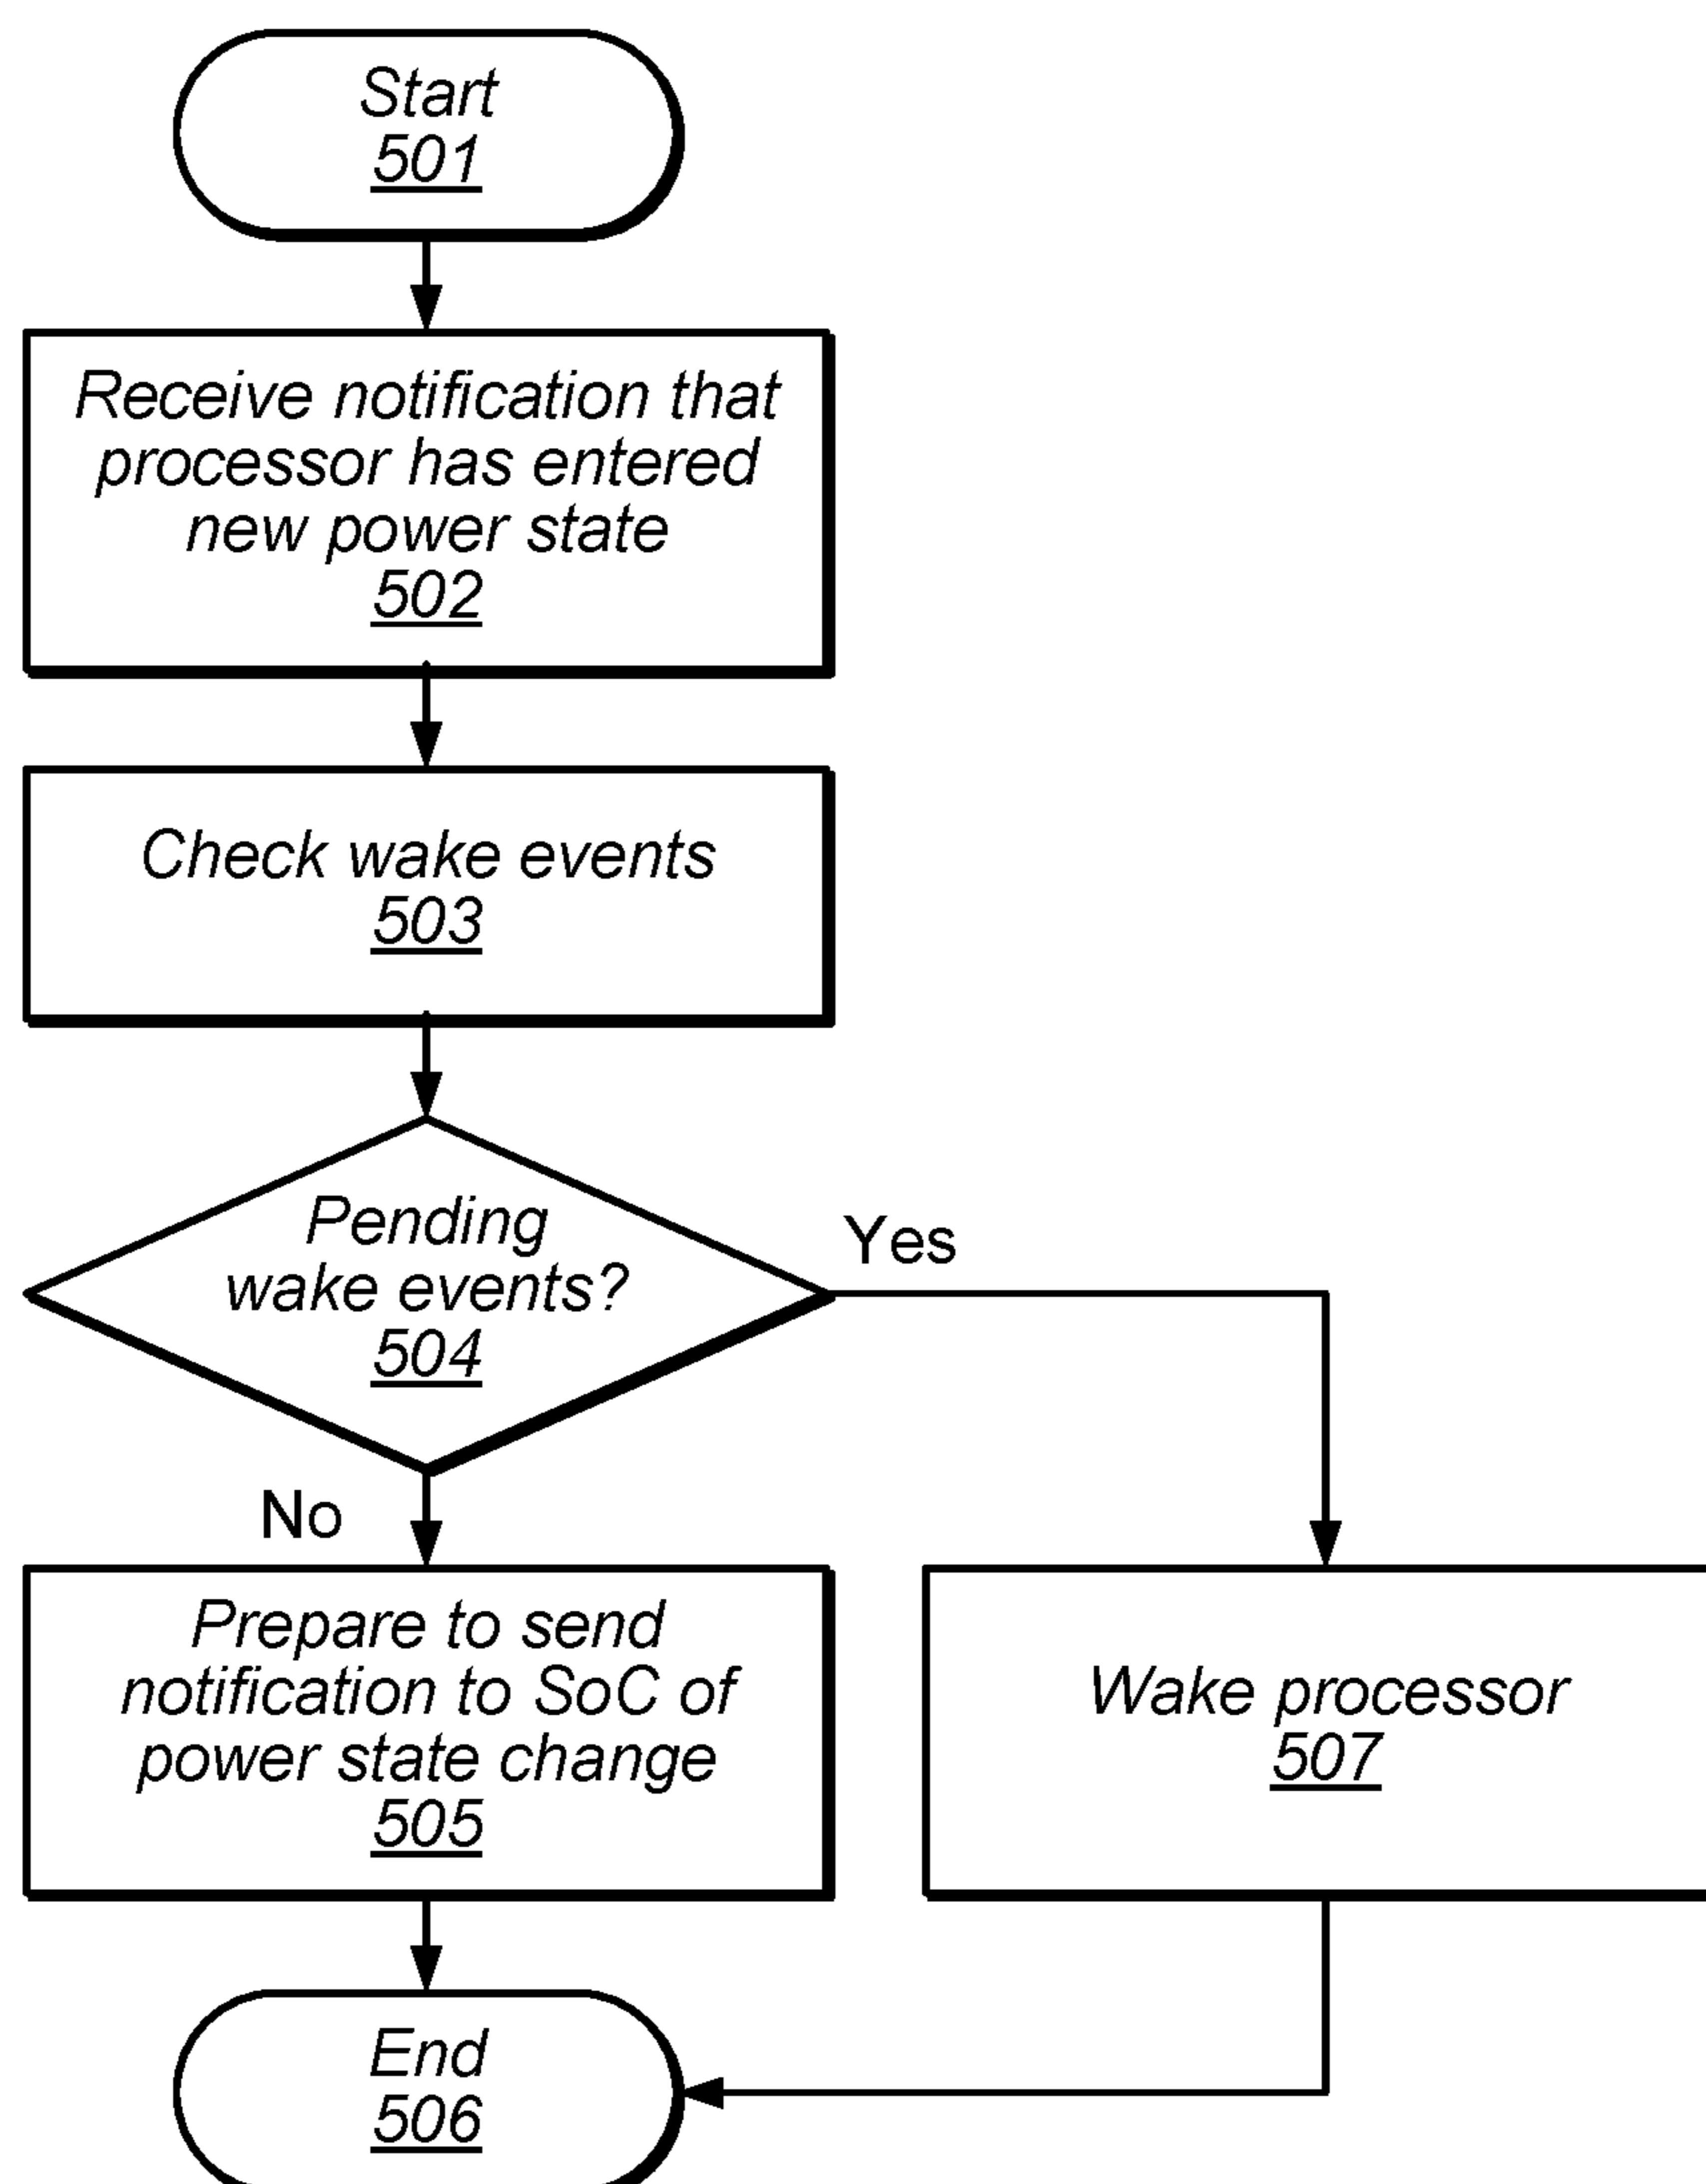 Start
501
Receive notification that
processor has entered
new power state
502
Check wake events
503
Pending
wake events?
504
Yes
No
Prepare to send
notification to SoC of
power state change
505
Wake processor
507
End
506